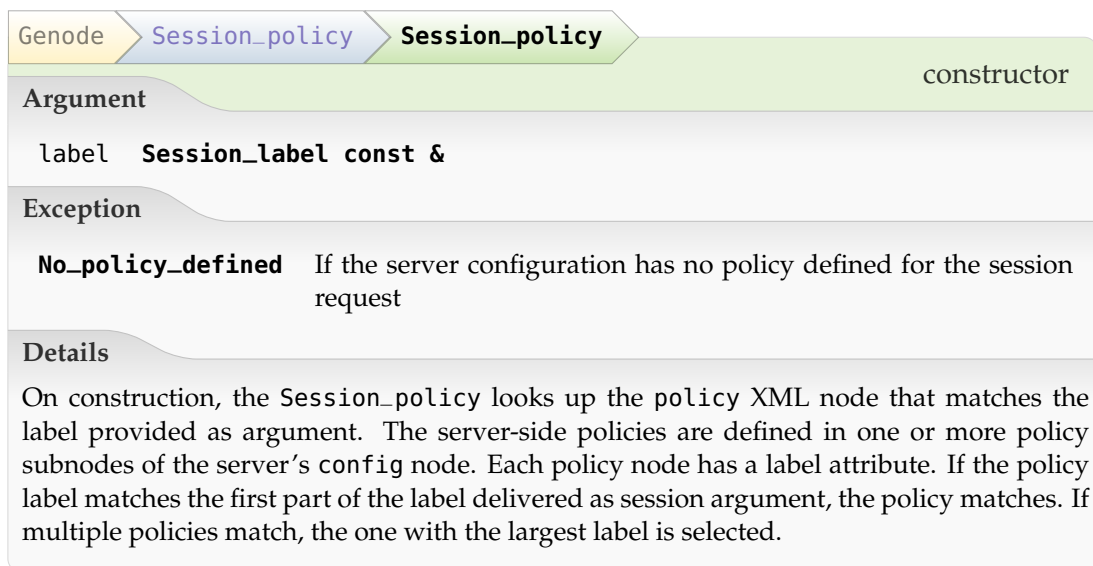 Genode Session_policy Session_policy
constructor
Argument
label Session_label const &
Exception
No_policy_defined If the server configuration has no policy defined for the session
request
Details
On construction, the Session_policy looks up the policy XML node that matches the
label provided as argument. The server-side policies are defined in one or more policy
subnodes of the server's config node. Each policy node has a label attribute. If the policy
label matches the first part of the label delivered as session argument, the policy matches. If
multiple policies match, the one with the largest label is selected.